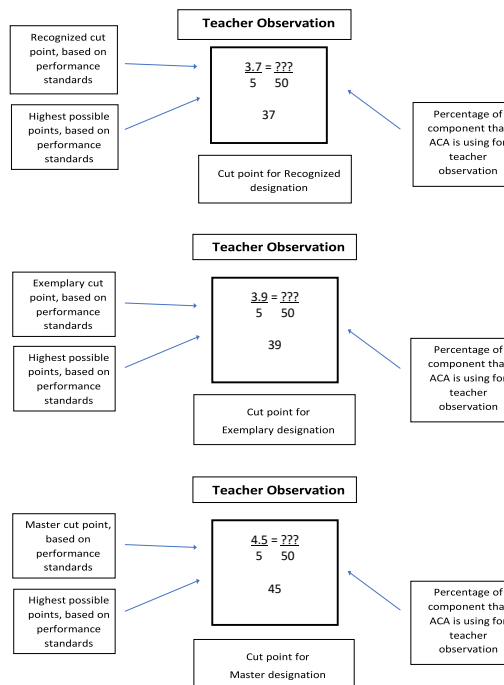 Teacher Observation
Recognized cut
point, based on
performance
standards
Highest possible
points, based on
performance
standards
3.7 = ???
5 50
37
Percentage of
component tha
ACA is using for
teacher
observation
Cut point for Recognized
designation
Teacher Observation
Exemplary cut
point, based on
performance
standards
Highest possible
points, based on
performance
standards
3.9 = ???
5 50
39
Percentage of
component tha
ACA is using for
teacher
observation
Cut point for
Exemplary designation
Teacher Observation
Master cut point,
based on
performance
standards
Highest possible
points, based on
performance
standards
4.5 = ???
5 50
45
Percentage of
component tha
ACA is using for
teacher
observation
Cut point for
Master designation